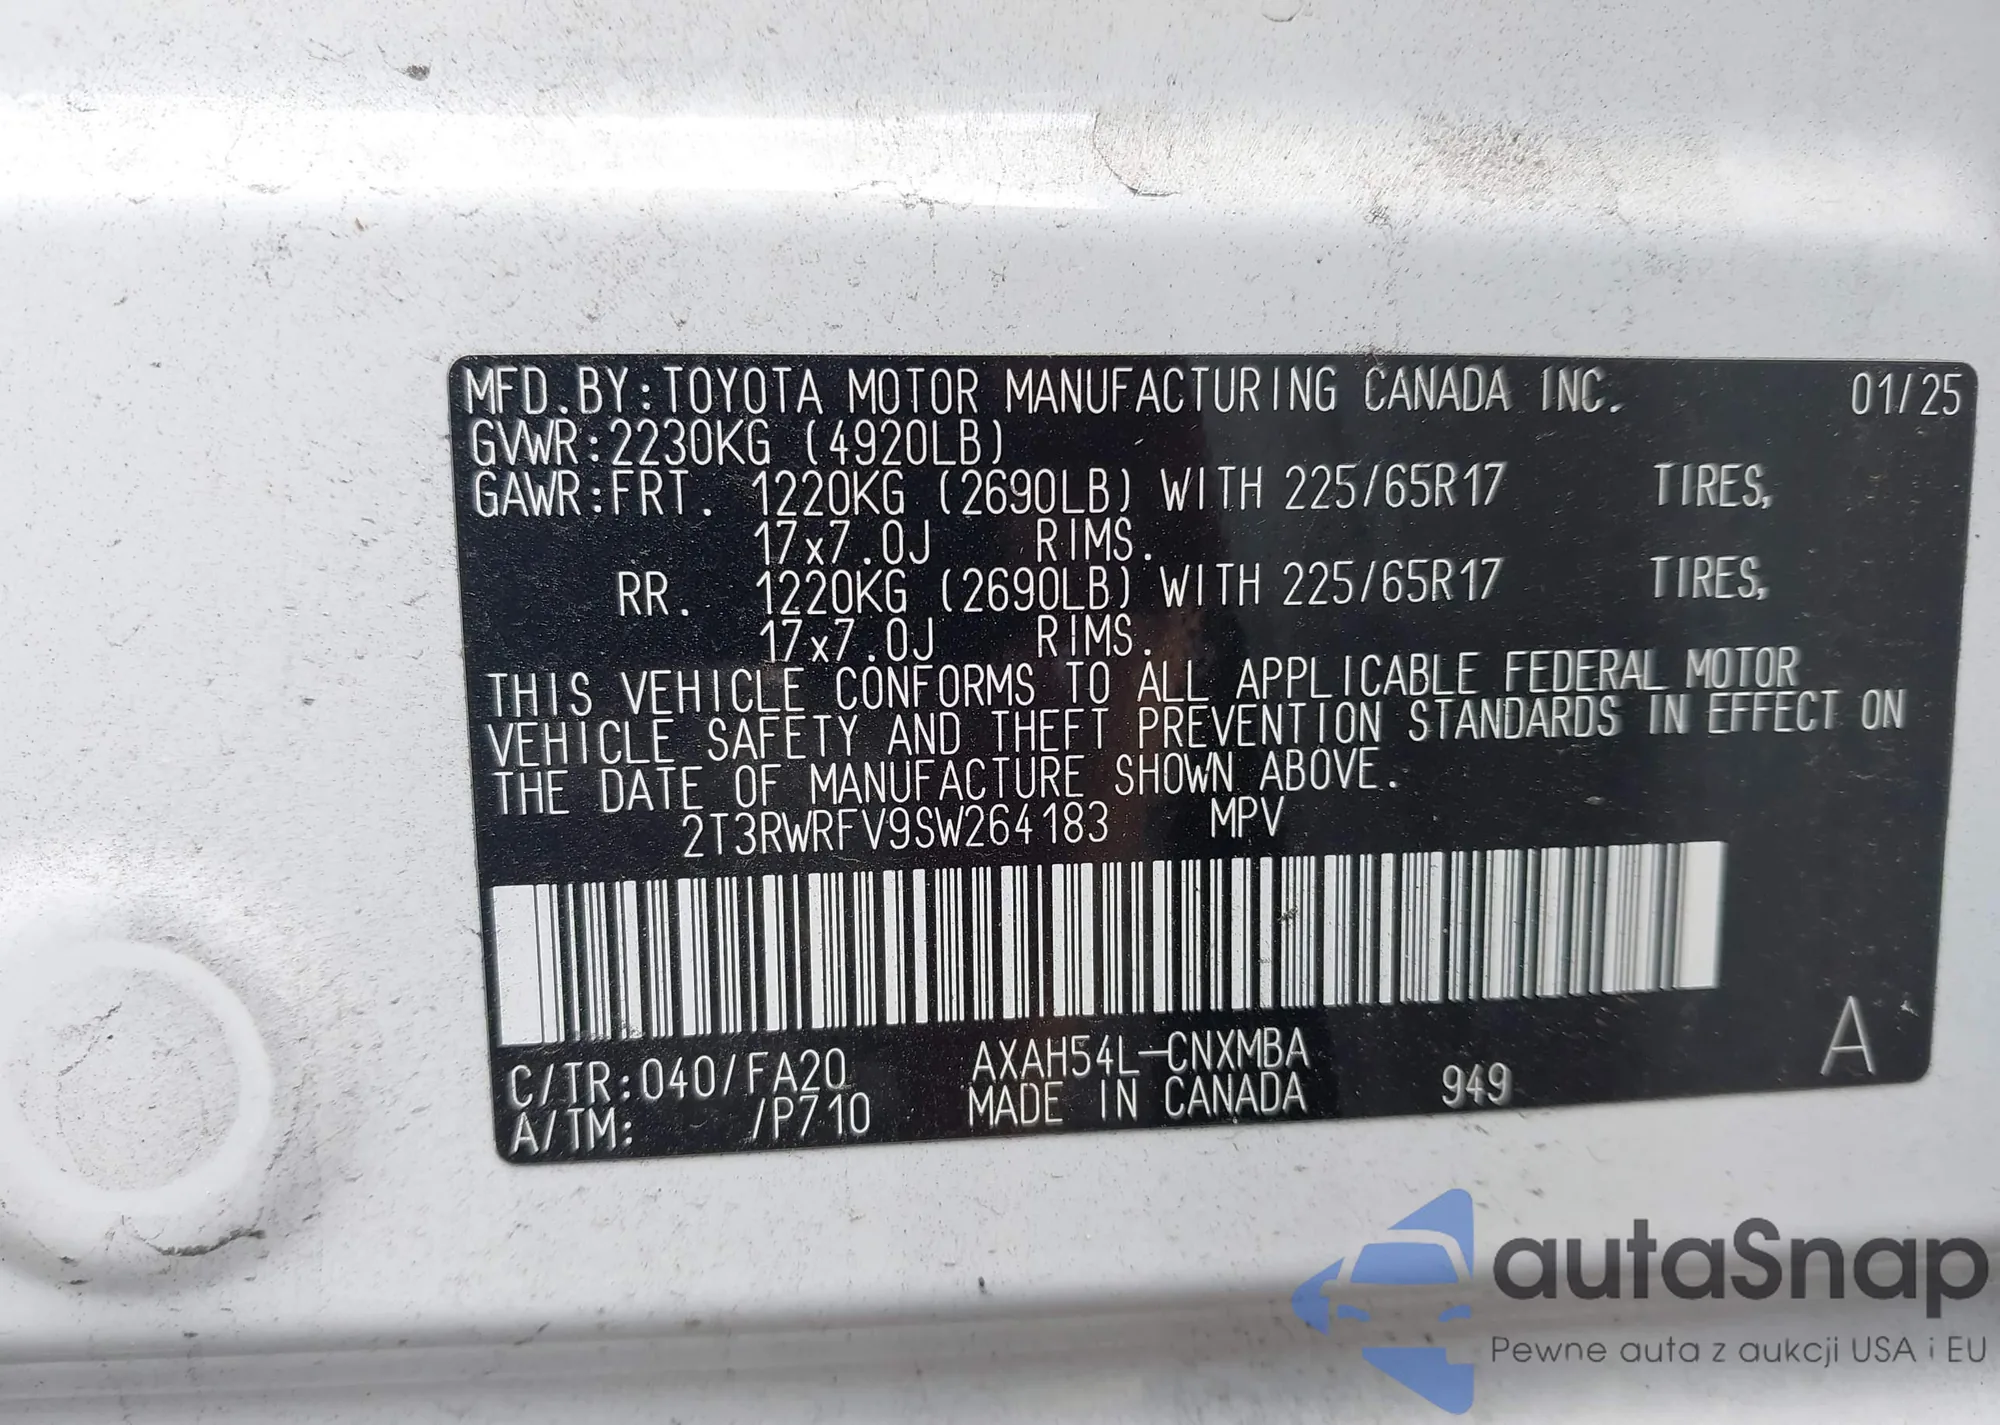 MFD.BY:TOYOTA MOTOR MANUFACTURING CANADA INC. 01/25
GVWR:2230KG (4920LB)
GAWR:FRT. 1220KG (2690LB) WITH 225/65R17 TIRES,
17x7.0J RIMS.
RR. 1220KG (2690LB) WITH 225/65R17 TIRES,
17x7.0J RIMS.
THIS VEHICLE CONFORMS TO ALL APPLICABLE FEDERAL MOTOR
VEHICLE SAFETY AND THEFT PREVENTION STANDARDS IN EFFECT ON
THE DATE OF MANUFACTURE SHOWN ABOVE.
2T3RWRFV9SW264183 MPV
C/TR:040/FA20 AXAH54L-CNXMBA A
A/TM: /P710 MADE IN CANADA 949
autaSnap
Pewne auta z aukcji USA i EU